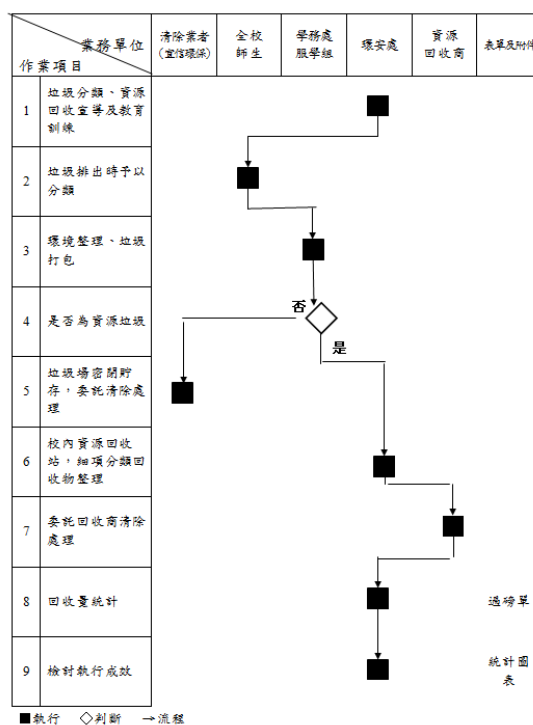 業務單位
作業項目
清除業者
(宜信環保)
全校
師生
學務處
服學組
環安處
資源
回收商
表單及附件
1
垃圾分類、資源
回收宣導及教育
訓練
2
垃圾排出時予以
分類
3
環境整理、垃圾
打包
4
是否為資源垃圾
否
是
5
垃圾場密閉貯
存，委託清除處
理
6
校內資源回收
站，細項分類回
收物整理
7
委託回收商清除
處理
8
回收量統計
過磅單
9
檢討執行成效
統計圖
表
■執行 ◇判斷 →流程